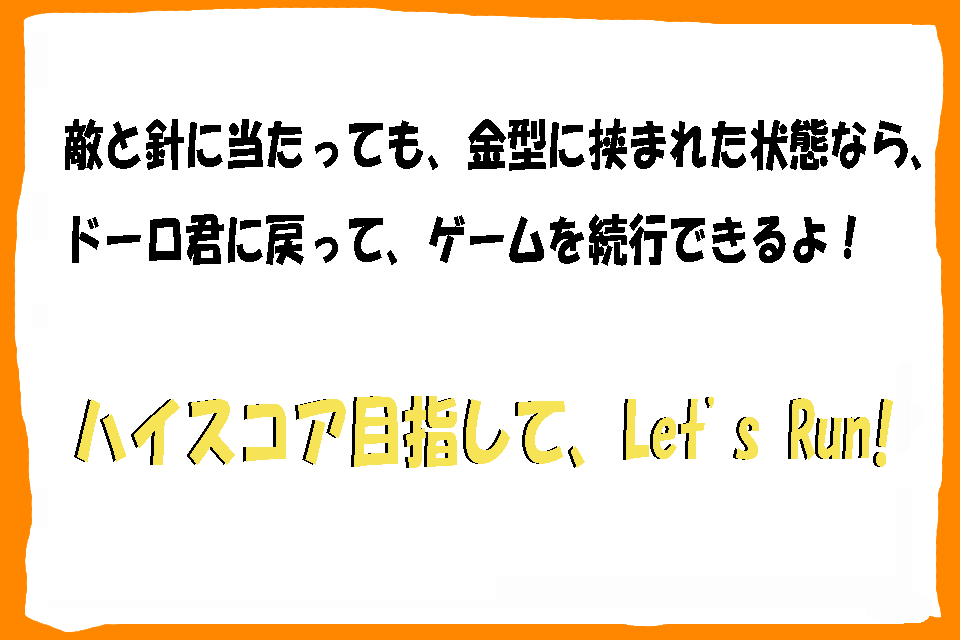 敵と針に当たっても、金型に挟まれた状態なら、
ドーロ君に戻って、ゲームを続行できるよ！
ハイスコア目指して、Let's Run!